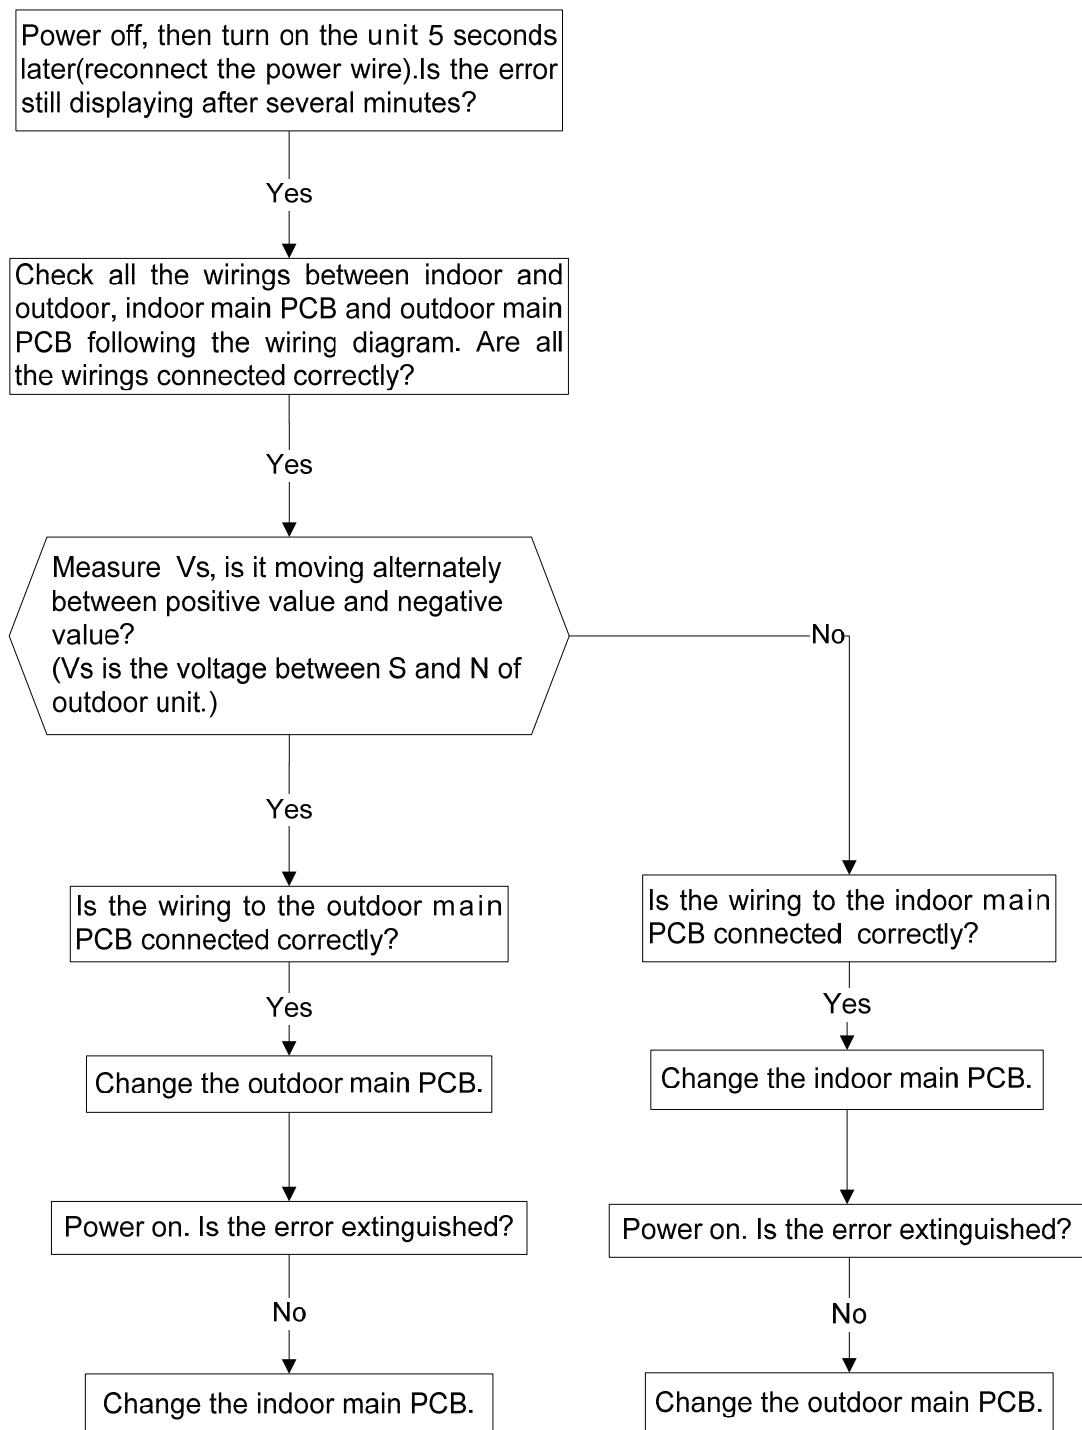 Power off, then turn on the unit 5 seconds
later(reconnect the power wire).Is the error
still displaying after several minutes?
Yes
Check all the wirings between indoor and
outdoor, indoor main PCB and outdoor main
PCB following the wiring diagram. Are all
the wirings connected correctly?
Yes
Measure Vs, is it moving alternately
between positive value and negative
value?
(Vs is the voltage between S and N of
outdoor unit.)
No
Yes
Is the wiring to the outdoor main
PCB connected correctly?
Yes
Change the outdoor main PCB.
Power on. Is the error extinguished?
No
Change the indoor main PCB.
Is the wiring to the indoor main
PCB connected correctly?
Yes
Change the indoor main PCB.
Power on. Is the error extinguished?
No
Change the outdoor main PCB.